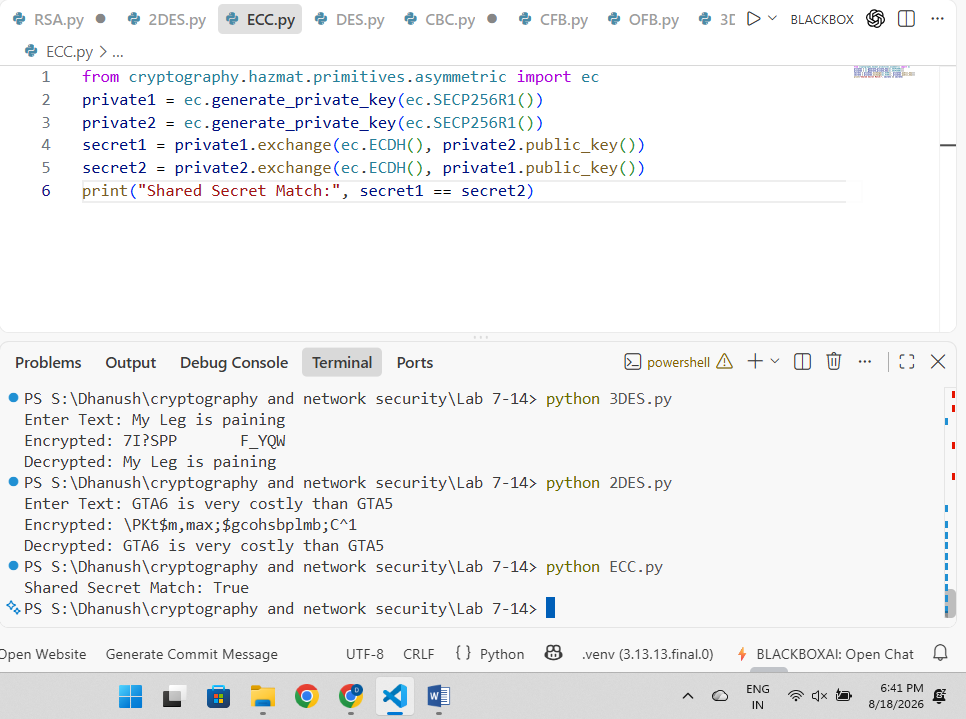 RSA.py 2DES.py ECC.py DES.py CBC.py CFB.py OFB.py 3D BLACKBOX
ECC.py > ...
1 from cryptography.hazmat.primitives.asymmetric import ec
2 private1 = ec.generate_private_key(ec.SECP256R1())
3 private2 = ec.generate_private_key(ec.SECP256R1())
4 secret1 = private1.exchange(ec.ECDH(), private2.public_key())
5 secret2 = private2.exchange(ec.ECDH(), private1.public_key())
6 print("Shared Secret Match:", secret1 == secret2)
Problems Output Debug Console Terminal Ports powershell
PS S:\Dhanush\cryptography and network security\Lab 7-14> python 3DES.py
Enter Text: My Leg is paining
Encrypted: 7I?SPP       F_YQW
Decrypted: My Leg is paining
PS S:\Dhanush\cryptography and network security\Lab 7-14> python 2DES.py
Enter Text: GTA6 is very costly than GTA5
Encrypted: \PKt$m,max;$gcohsbplmb;C^1
Decrypted: GTA6 is very costly than GTA5
PS S:\Dhanush\cryptography and network security\Lab 7-14> python ECC.py
Shared Secret Match: True
PS S:\Dhanush\cryptography and network security\Lab 7-14>
Open Website Generate Commit Message UTF-8 CRLF {} Python .venv (3.13.13.final.0) BLACKBOXAI: Open Chat
ENG 6:41 PM
IN 8/18/2026